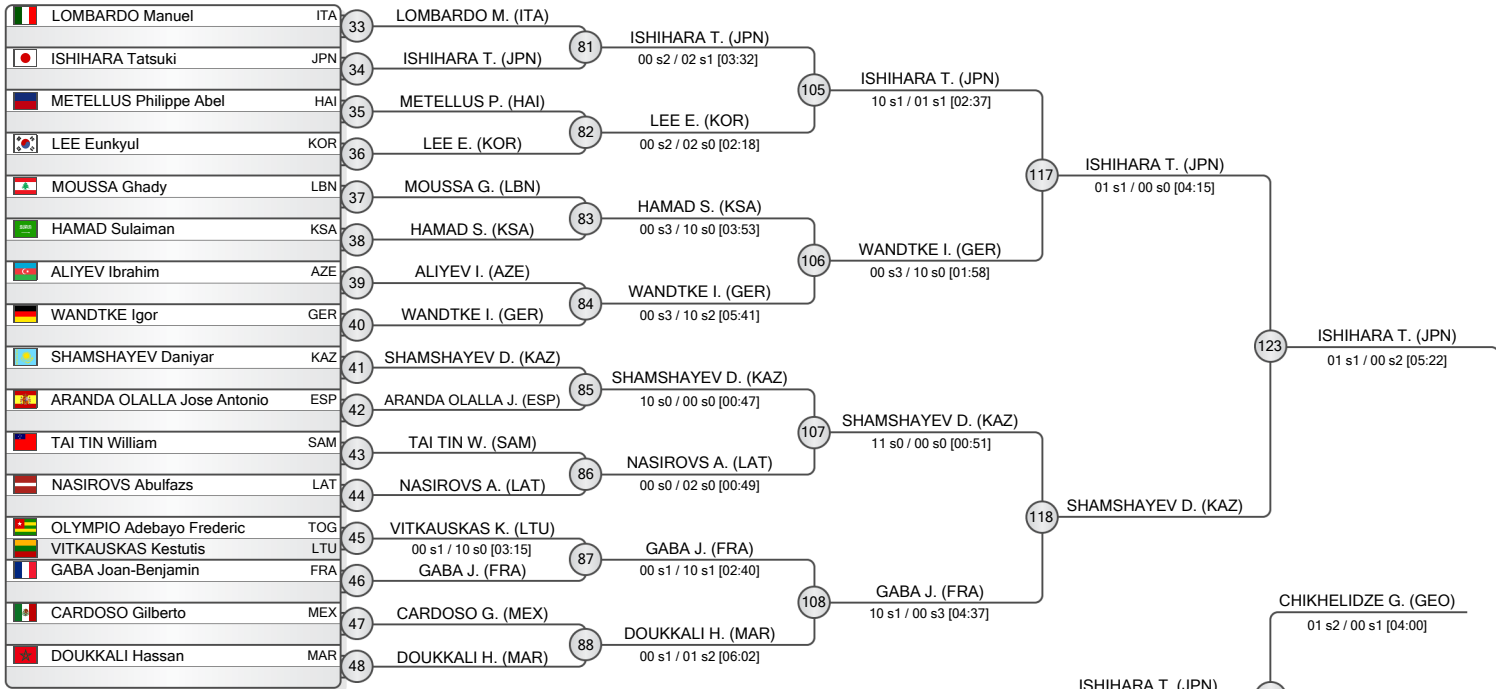 LOMBARDO Manuel ITA
ISHIHARA Tatsuki JPN
METELLUS Philippe Abel HAI
LEE Eunkyul KOR
MOUSSA Ghady LBN
HAMAD Sulaiman KSA
ALIYEV Ibrahim AZE
WANDTKE Igor GER
SHAMSHAYEV Daniyar KAZ
ARANDA OLALLA Jose Antonio ESP
TAI TIN William SAM
NASIROVS Abulfazs LAT
OLYMPIO Adebayo Frederic TOG
VITKAUSKAS Kestutis LTU
GABA Joan-Benjamin FRA
CARDOSO Gilberto MEX
DOUKKALI Hassan MAR
33
34
35
36
37
38
39
40
41
42
43
44
45
46
47
48
LOMBARDO M. (ITA)
ISHIHARA T. (JPN)
METELLUS P. (HAI)
LEE E. (KOR)
MOUSSA G. (LBN)
HAMAD S. (KSA)
ALIYEV I. (AZE)
WANDTKE I. (GER)
SHAMSHAYEV D. (KAZ)
ARANDA OLALLA J. (ESP)
TAI TIN W. (SAM)
NASIROVS A. (LAT)
VITKAUSKAS K. (LTU)
00 s1 / 10 s0 [03:15]
GABA J. (FRA)
CARDOSO G. (MEX)
DOUKKALI H. (MAR)
81
82
83
84
85
86
87
88
ISHIHARA T. (JPN)
00 s2 / 02 s1 [03:32]
LEE E. (KOR)
00 s2 / 02 s0 [02:18]
HAMAD S. (KSA)
00 s3 / 10 s0 [03:53]
WANDTKE I. (GER)
00 s3 / 10 s2 [05:41]
SHAMSHAYEV D. (KAZ)
10 s0 / 00 s0 [00:47]
NASIROVS A. (LAT)
00 s0 / 02 s0 [00:49]
GABA J. (FRA)
00 s1 / 10 s1 [02:40]
DOUKKALI H. (MAR)
00 s1 / 01 s2 [06:02]
105
106
107
108
ISHIHARA T. (JPN)
10 s1 / 01 s1 [02:37]
WANDTKE I. (GER)
00 s3 / 10 s0 [01:58]
SHAMSHAYEV D. (KAZ)
11 s0 / 00 s0 [00:51]
GABA J. (FRA)
10 s1 / 00 s3 [04:37]
117
118
ISHIHARA T. (JPN)
01 s1 / 00 s0 [04:15]
SHAMSHAYEV D. (KAZ)
123
ISHIHARA T. (JPN)
01 s1 / 00 s2 [05:22]
CHIKHELIDZE G. (GEO)
01 s2 / 00 s1 [04:00]
ISHIHARA T. (JPN)